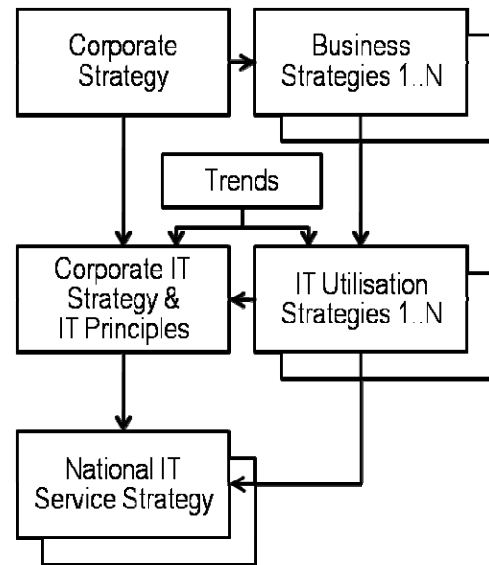 Corporate
Strategy
Business
Strategies 1..N
Trends
Corporate IT
Strategy &
IT Principles
IT Utilisation
Strategies 1..N
National IT
Service Strategy